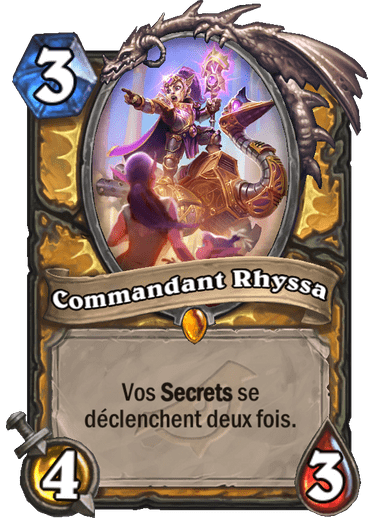 3
Commandant Rhyssa
Vos Secrets se
déclenchent deux fois.
4
3